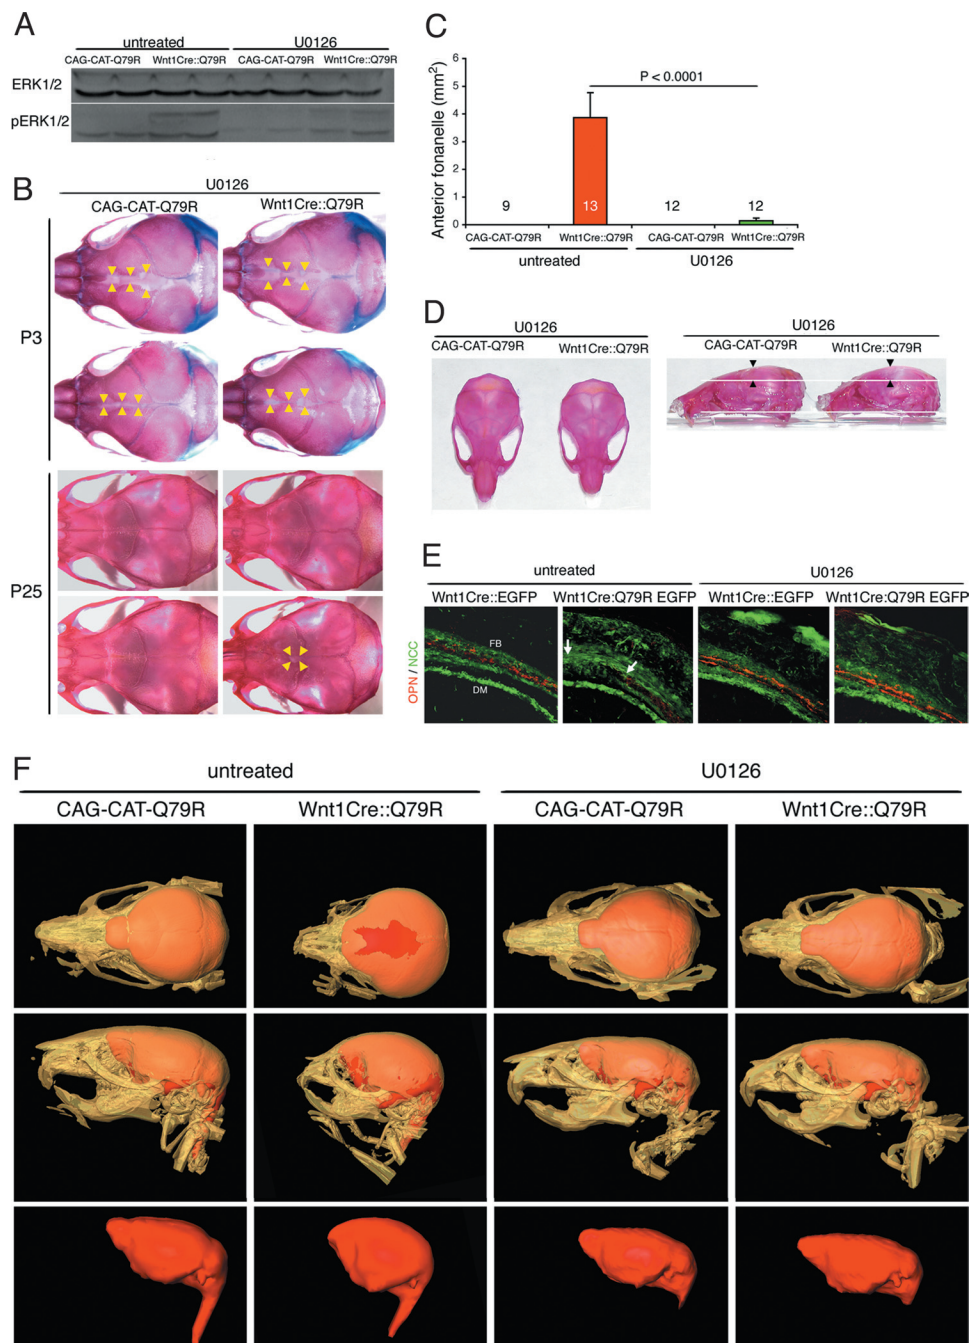 A
untreated U0126
CAG-CAT-Q79R Wnt1Cre::Q79R CAG-CAT-Q79R Wnt1Cre::Q79R
ERK1/2
pERK1/2
B
U0126
CAG-CAT-Q79R Wnt1Cre::Q79R
P3
P25
C
Anterior fonanelle (mm²)
6
5
4
3
2
1
0
P < 0.0001
9 13 12 12
CAG-CAT-Q79R Wnt1Cre::Q79R CAG-CAT-Q79R Wnt1Cre::Q79R
untreated U0126
D
U0126 U0126
CAG-CAT-Q79R Wnt1Cre::Q79R CAG-CAT-Q79R Wnt1Cre::Q79R
E
untreated U0126
Wnt1Cre::EGFP Wnt1Cre:Q79R EGFP Wnt1Cre::EGFP Wnt1Cre:Q79R EGFP
OPN / NCC
FB
DM
F
untreated U0126
CAG-CAT-Q79R Wnt1Cre::Q79R CAG-CAT-Q79R Wnt1Cre::Q79R